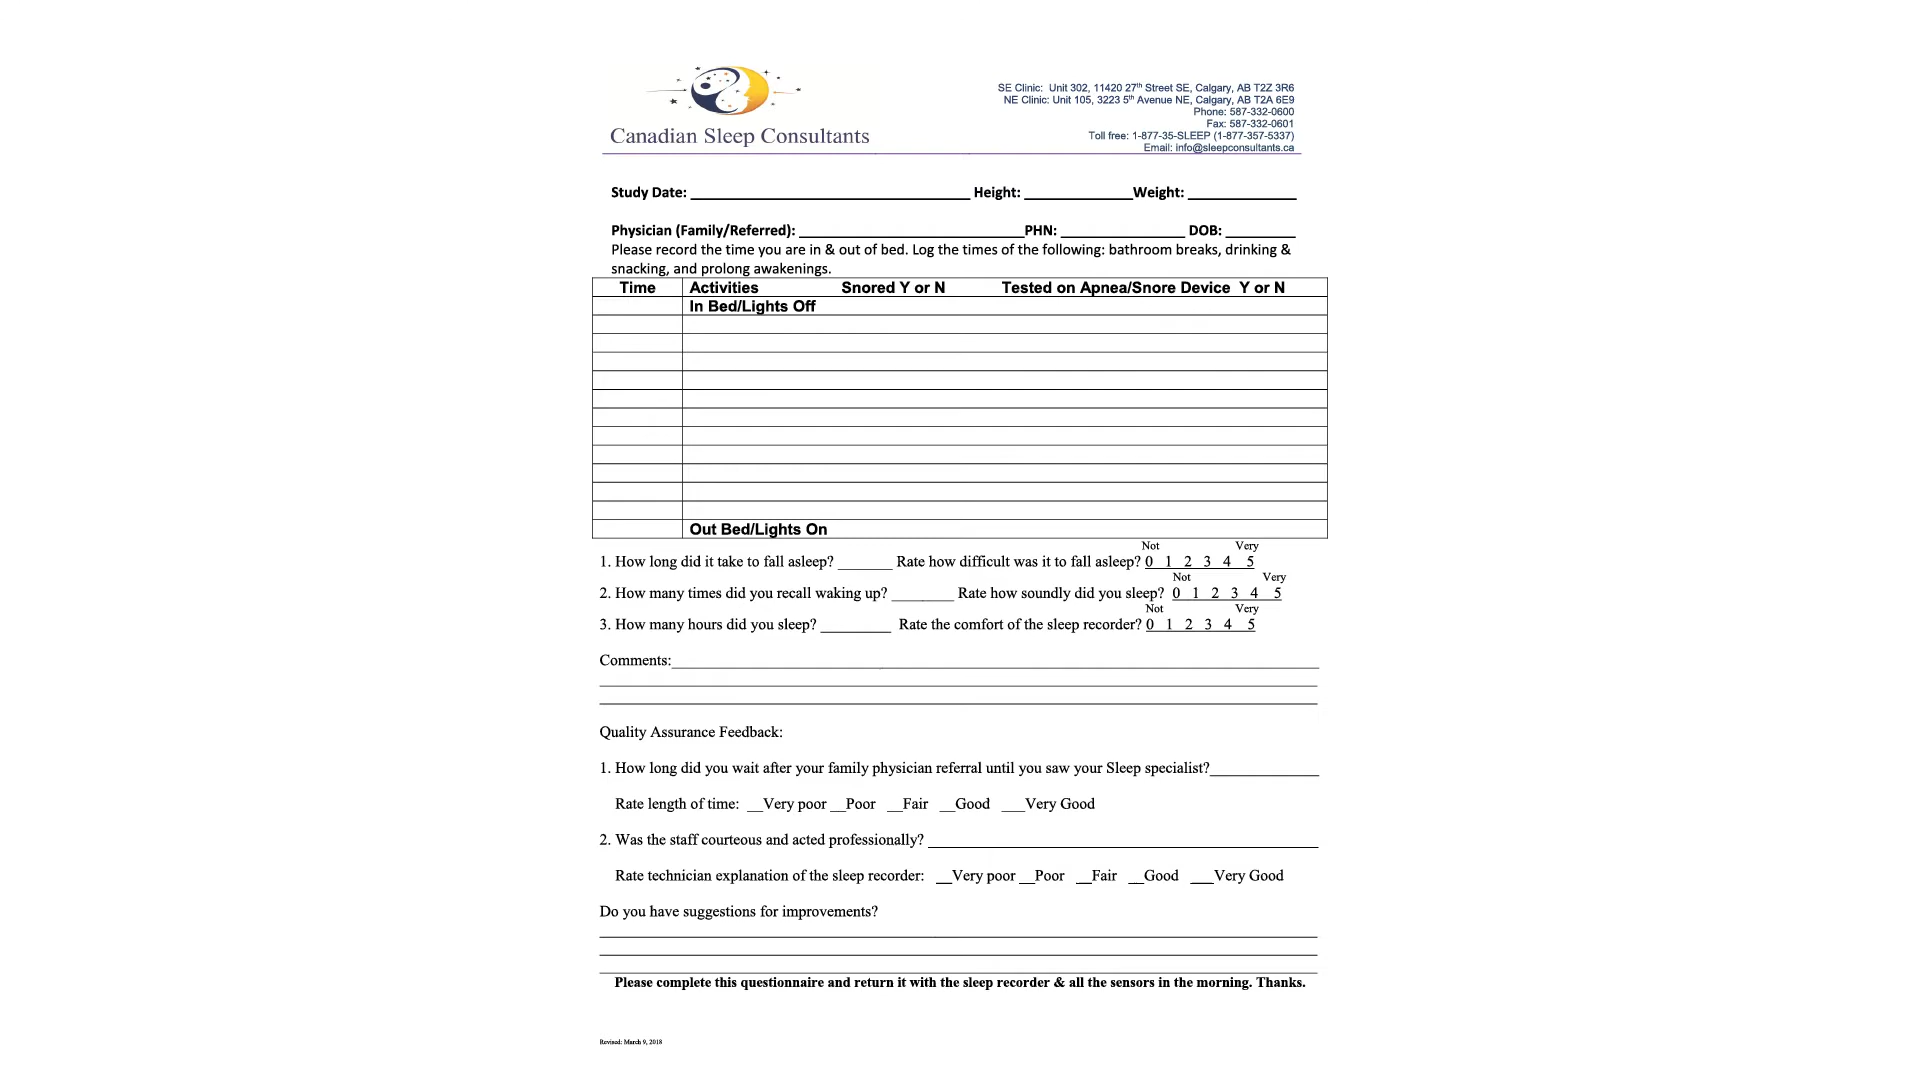 Canadian Sleep Consultants
SE Clinic: Unit 302, 11420 27th Street SE, Calgary, AB T2Z 3R6
NE Clinic: Unit 105, 3223 5th Avenue NE, Calgary, AB T2A 6E9
Phone: 587-332-0600
Fax: 587-332-0601
Toll free: 1-877-35-SLEEP (1-877-357-5337)
Email: info@sleepconsultants.ca
Study Date: ____________________ Height: ____________Weight: ____________
Physician (Family/Referred): ____________________PHN: ______________ DOB: ________
Please record the time you are in & out of bed. Log the times of the following: bathroom breaks, drinking &
snacking, and prolong awakenings.
Time Activities Snored Y or N Tested on Apnea/Snore Device Y or N
In Bed/Lights Off
Out Bed/Lights On
Not Very
1. How long did it take to fall asleep? _______ Rate how difficult was it to fall asleep? 0 1 2 3 4 5
Not Very
2. How many times did you recall waking up? ________ Rate how soundly did you sleep? 0 1 2 3 4 5
Not Very
3. How many hours did you sleep? _________ Rate the comfort of the sleep recorder? 0 1 2 3 4 5
Comments:____________________
Quality Assurance Feedback:
1. How long did you wait after your family physician referral until you saw your Sleep specialist?______________
Rate length of time: __Very poor __Poor __Fair __Good ___Very Good
2. Was the staff courteous and acted professionally? ____________________
Rate technician explanation of the sleep recorder: __Very poor __Poor __Fair __Good ___Very Good
Do you have suggestions for improvements?
Please complete this questionnaire and return it with the sleep recorder & all the sensors in the morning. Thanks.
Revised: March 9, 2018